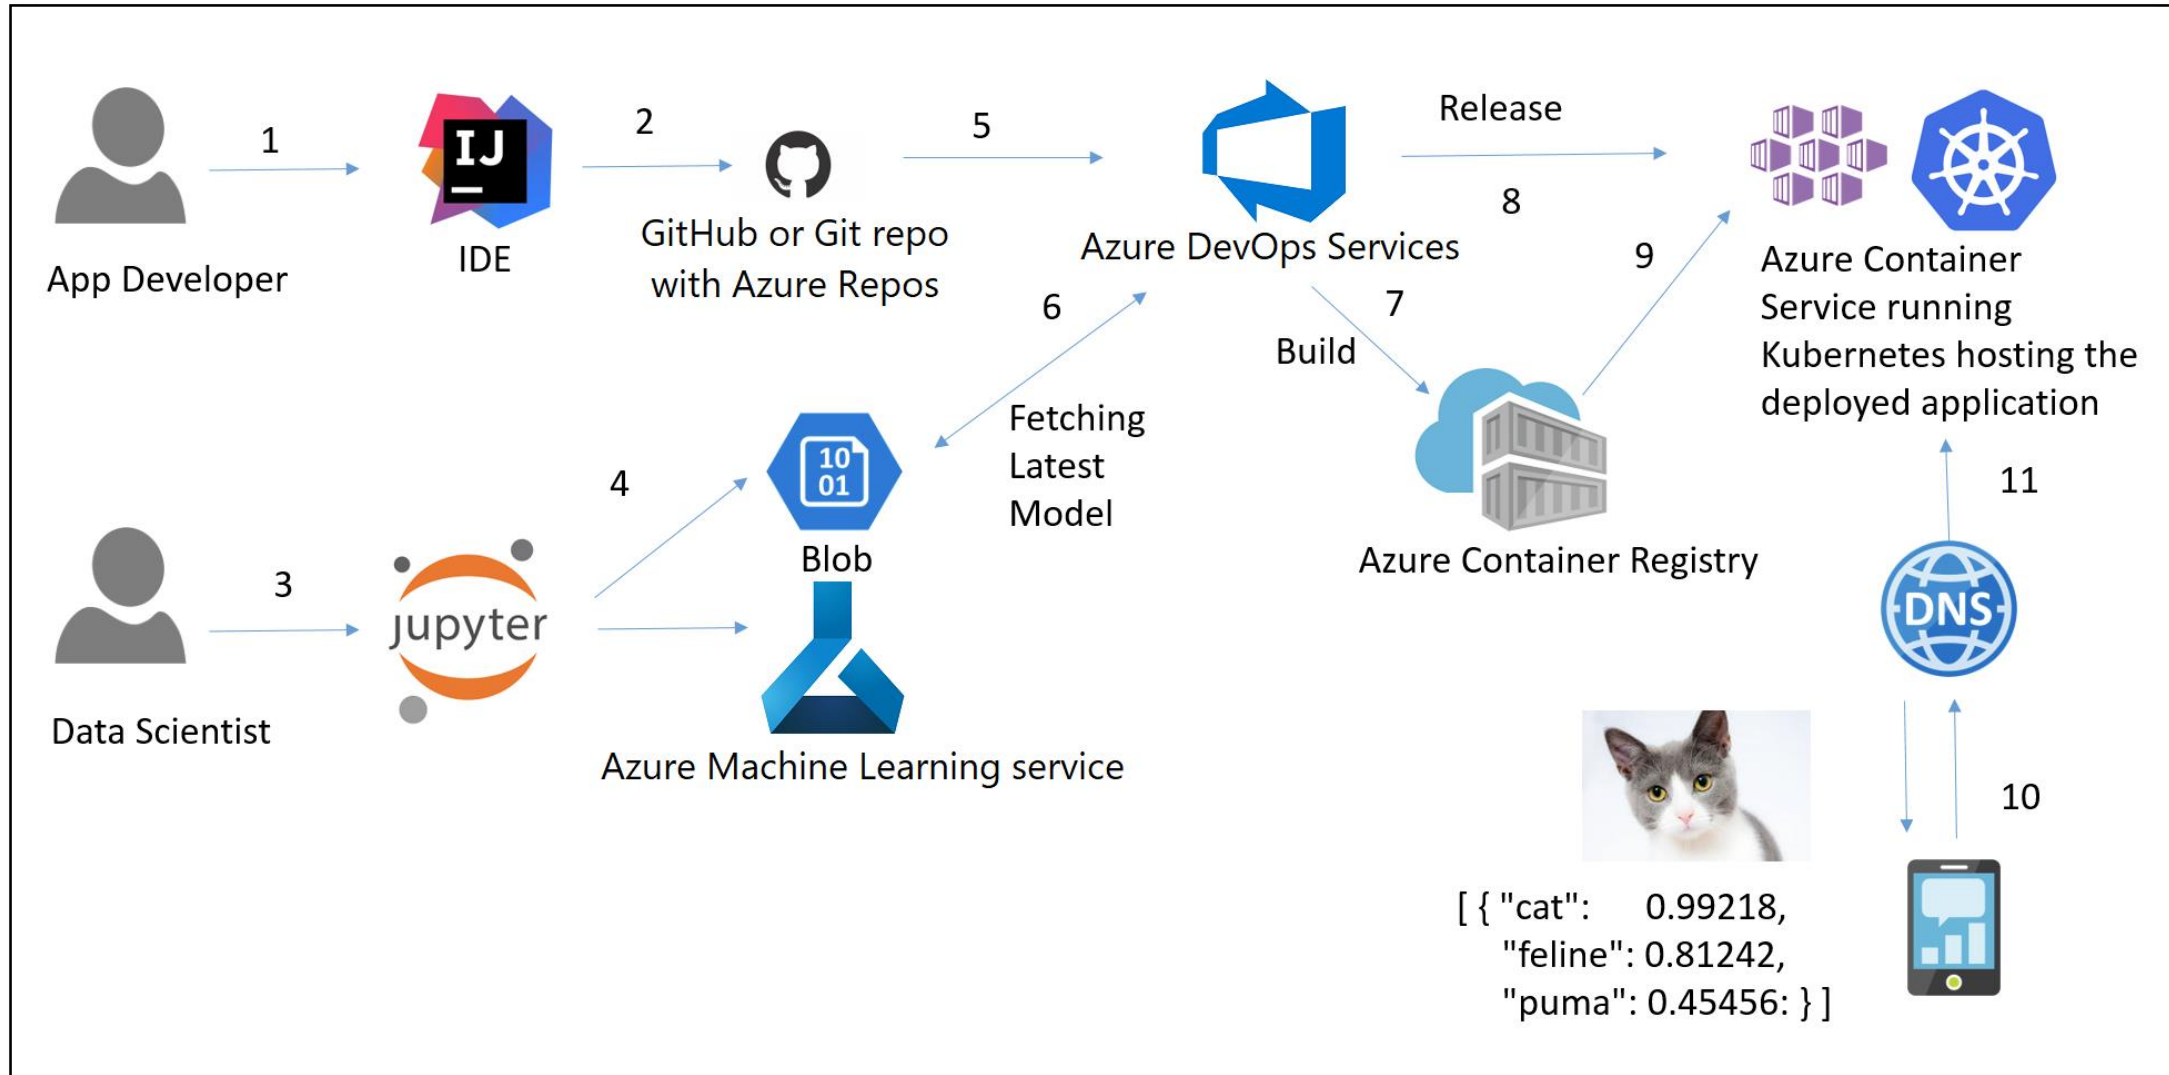 1
IJ
IDE
App Developer
2
GitHub or Git repo
with Azure Repos
5
Azure DevOps Services
Release
8
9
Azure Container
Service running
Kubernetes hosting the
deployed application
6
Fetching
Latest
Model
7
Build
Azure Container Registry
3
Data Scientist
jupyter
4
10
01
Blob
Azure Machine Learning service
11
DNS
10
[ { "cat": 0.99218,
"feline": 0.81242,
"puma": 0.45456: } ]